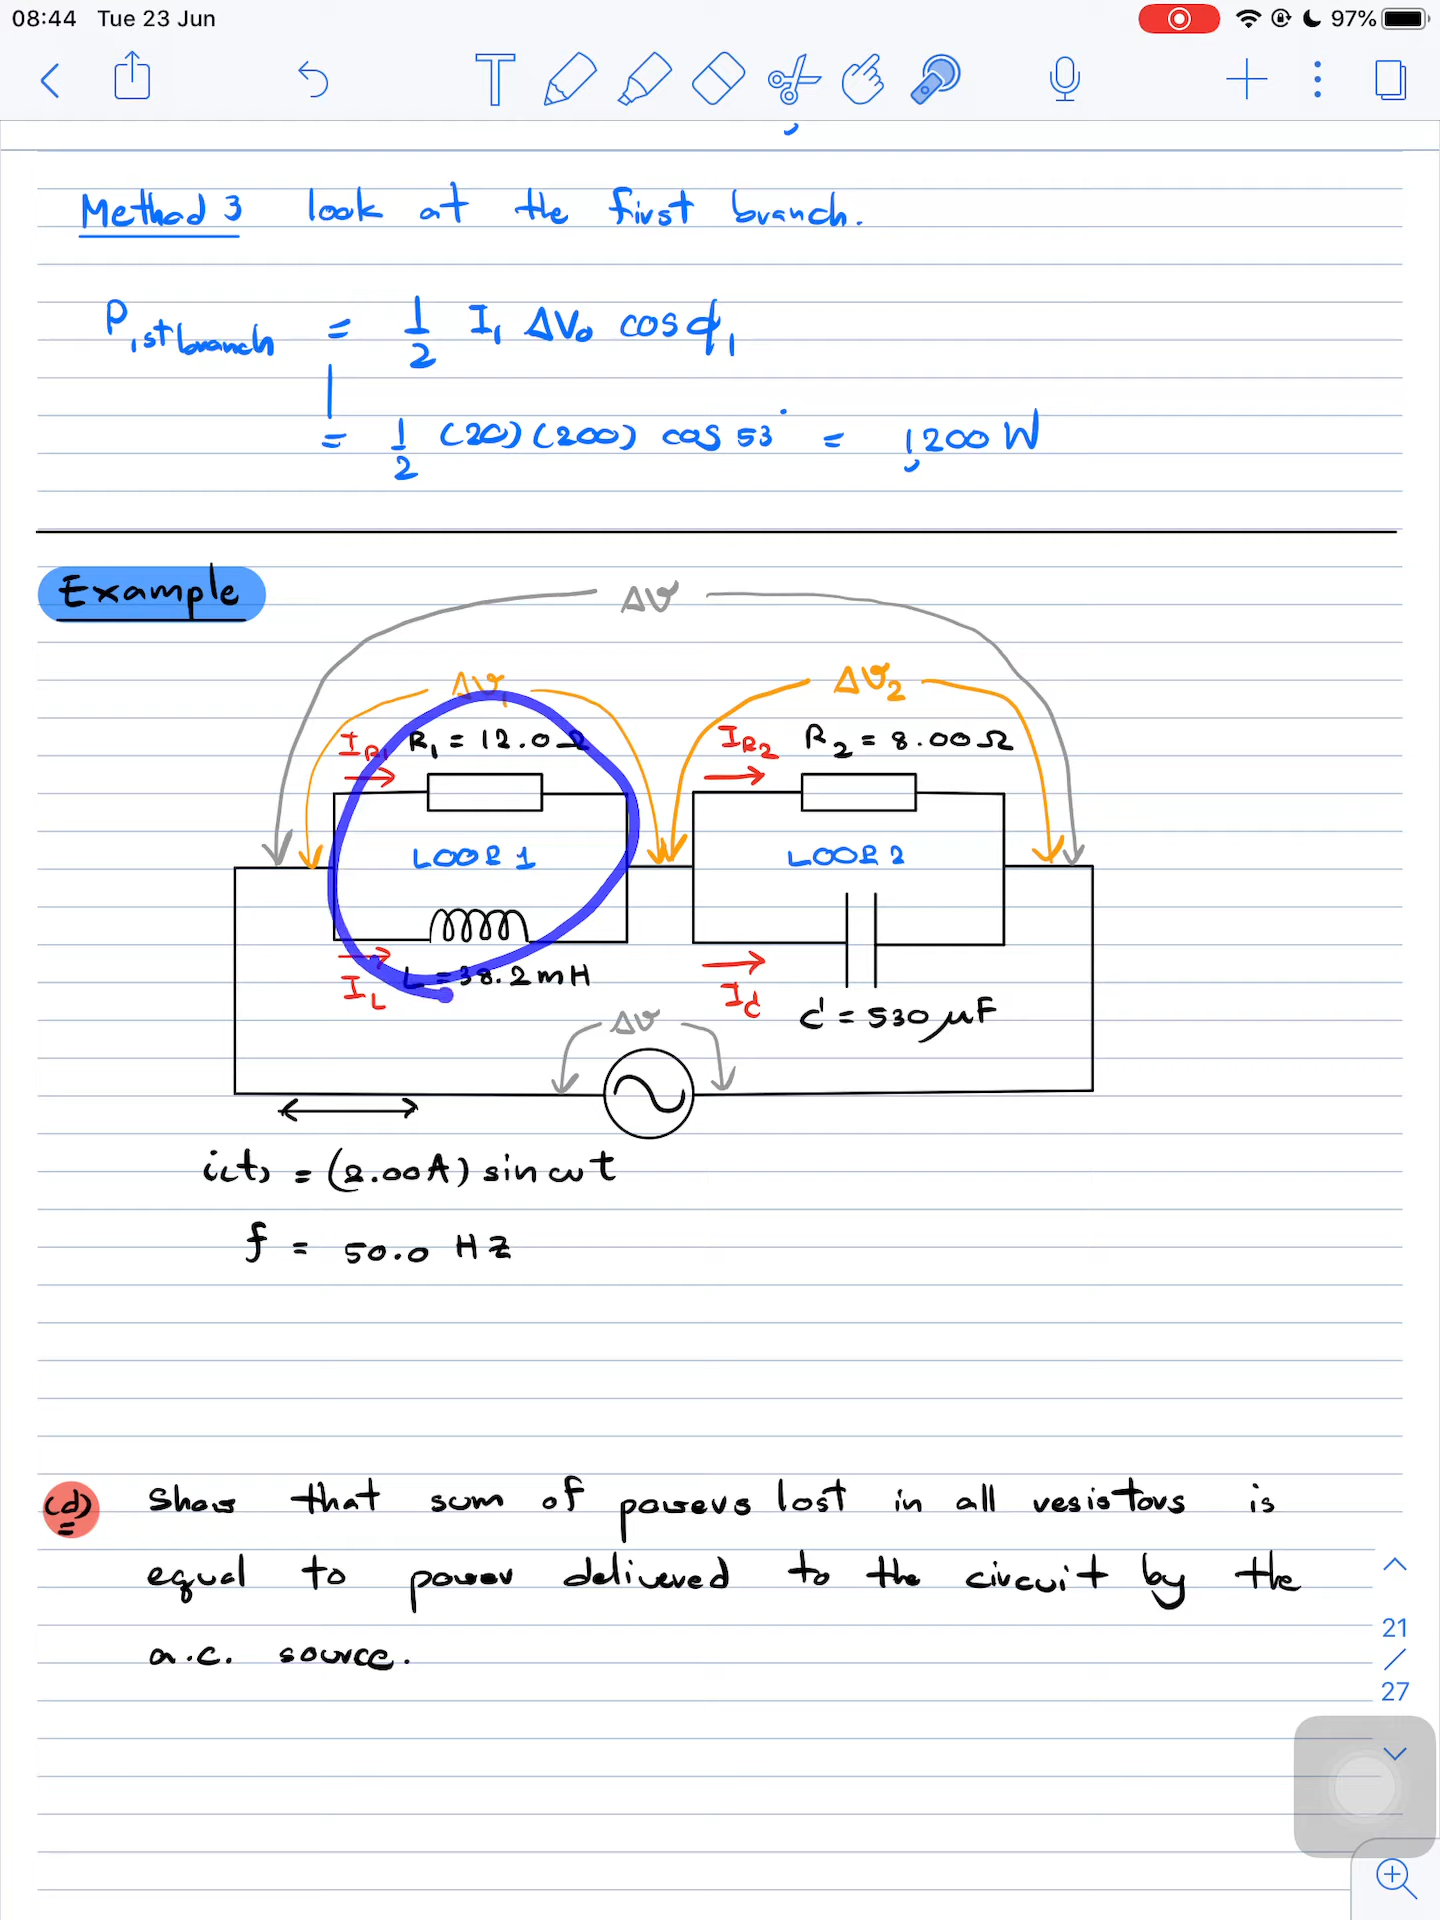 08:44 Tue 23 Jun 97%
Method 3 look at the first branch.
P1st branch = 1/2 I1 ΔV0 cos φ1
= 1/2 (20)(200) cos 53° = 1,200 W
Example
Δv
Δv1 Δv2
IR1 R1 = 12.0 Ω IR2 R2 = 8.00 Ω
LOOP 1 LOOP 2
IL L = 38.2 mH IC C = 530 μF
Δv
i(t) = (2.00A) sin ωt
f = 50.0 Hz
(d) Show that sum of powers lost in all resistors is
equal to power delivered to the circuit by the
a.c. source.
21
/
27